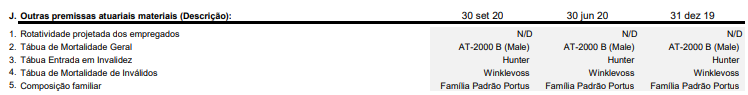 J. Outras premissas atuariais materiais (Descrição): 30 set 20 30 jun 20 31 dez 19
1. Rotatividade projetada dos empregados N/D N/D N/D
2. Tábua de Mortalidade Geral AT-2000 B (Male) AT-2000 B (Male) AT-2000 B (Male)
3. Tábua Entrada em Invalidez Hunter Hunter Hunter
4. Tábua de Mortalidade de Inválidos Winklevoss Winklevoss Winklevoss
5. Composição familiar Família Padrão Portus Família Padrão Portus Família Padrão Portus